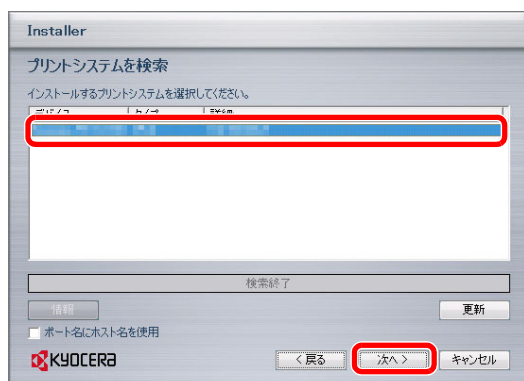 Installer
プリントシステムを検索
インストールするプリントシステムを選択してください。
検索終了
情報 更新
ポート名にホスト名を使用
KYOCERA <戻る 次へ> キャンセル